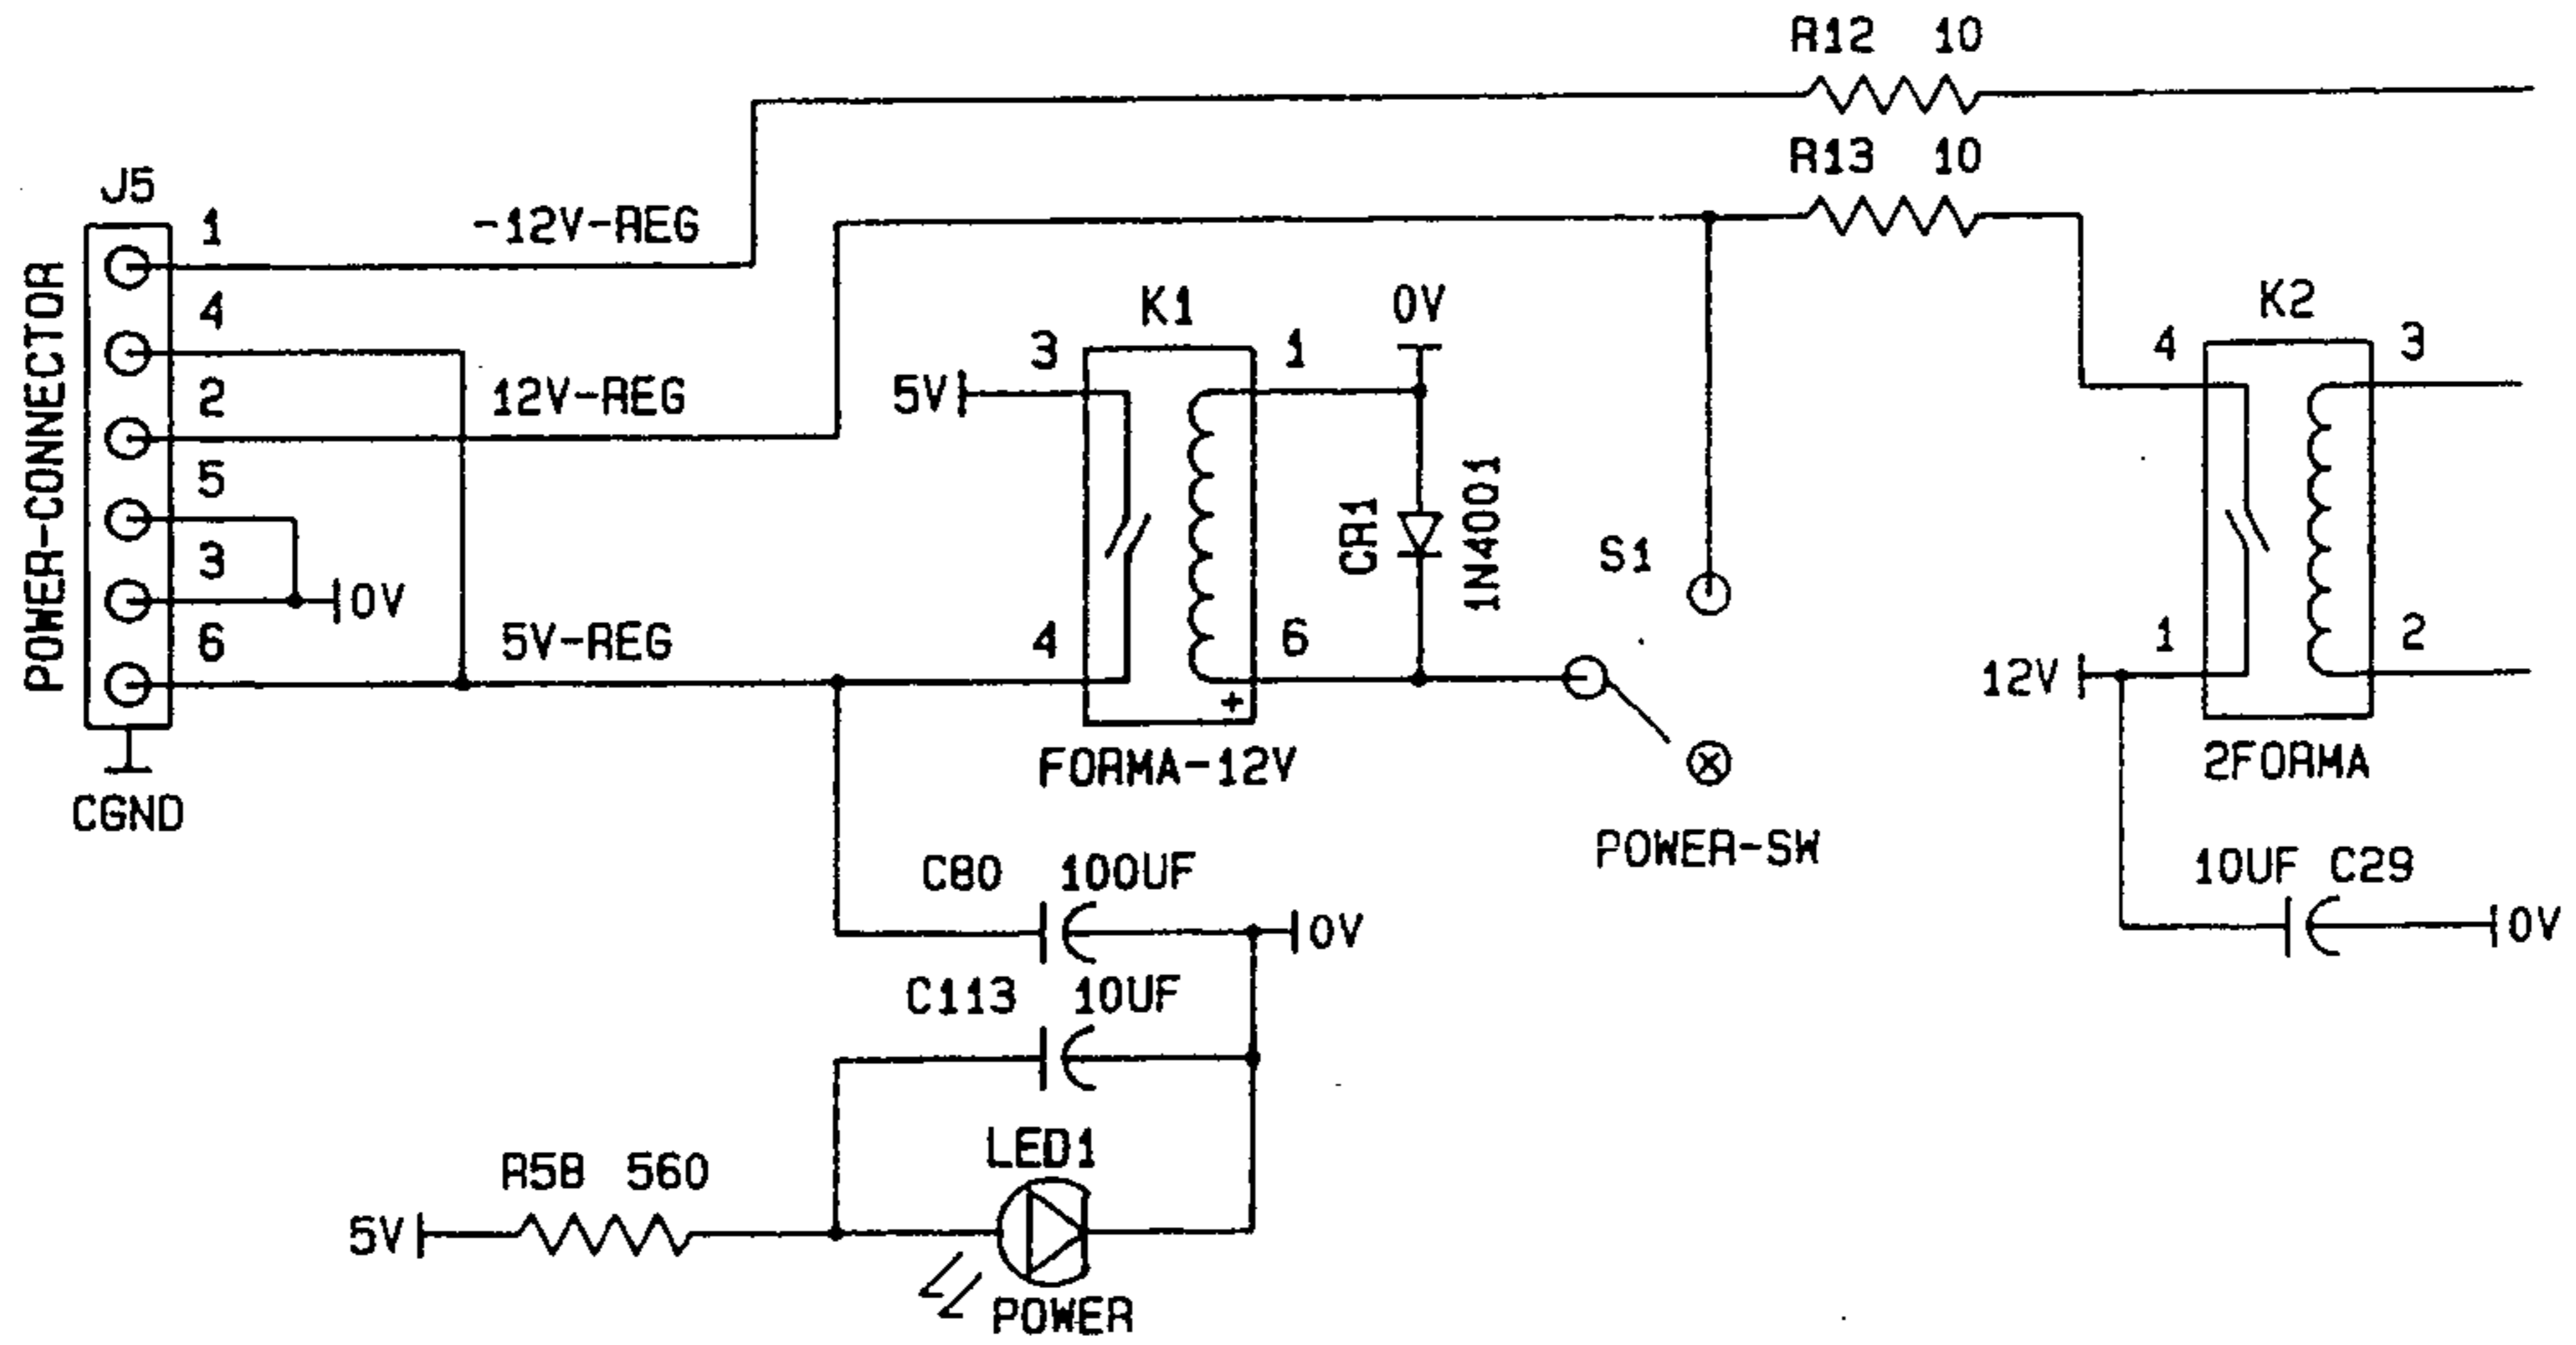 R12 10
R13 10
J5
POWER-CONNECTOR
1
-12V-REG
4
2
12V-REG
5
3
0V
6
5V-REG
CGND
K1
3
5V
1
0V
4
6
+
FORMA-12V
CR1
1N4001
S1
POWER-SW
K2
4
3
12V
1
2
2FORMA
10UF C29
0V
C80 100UF
0V
C113 10UF
LED1
R58 560
5V
POWER